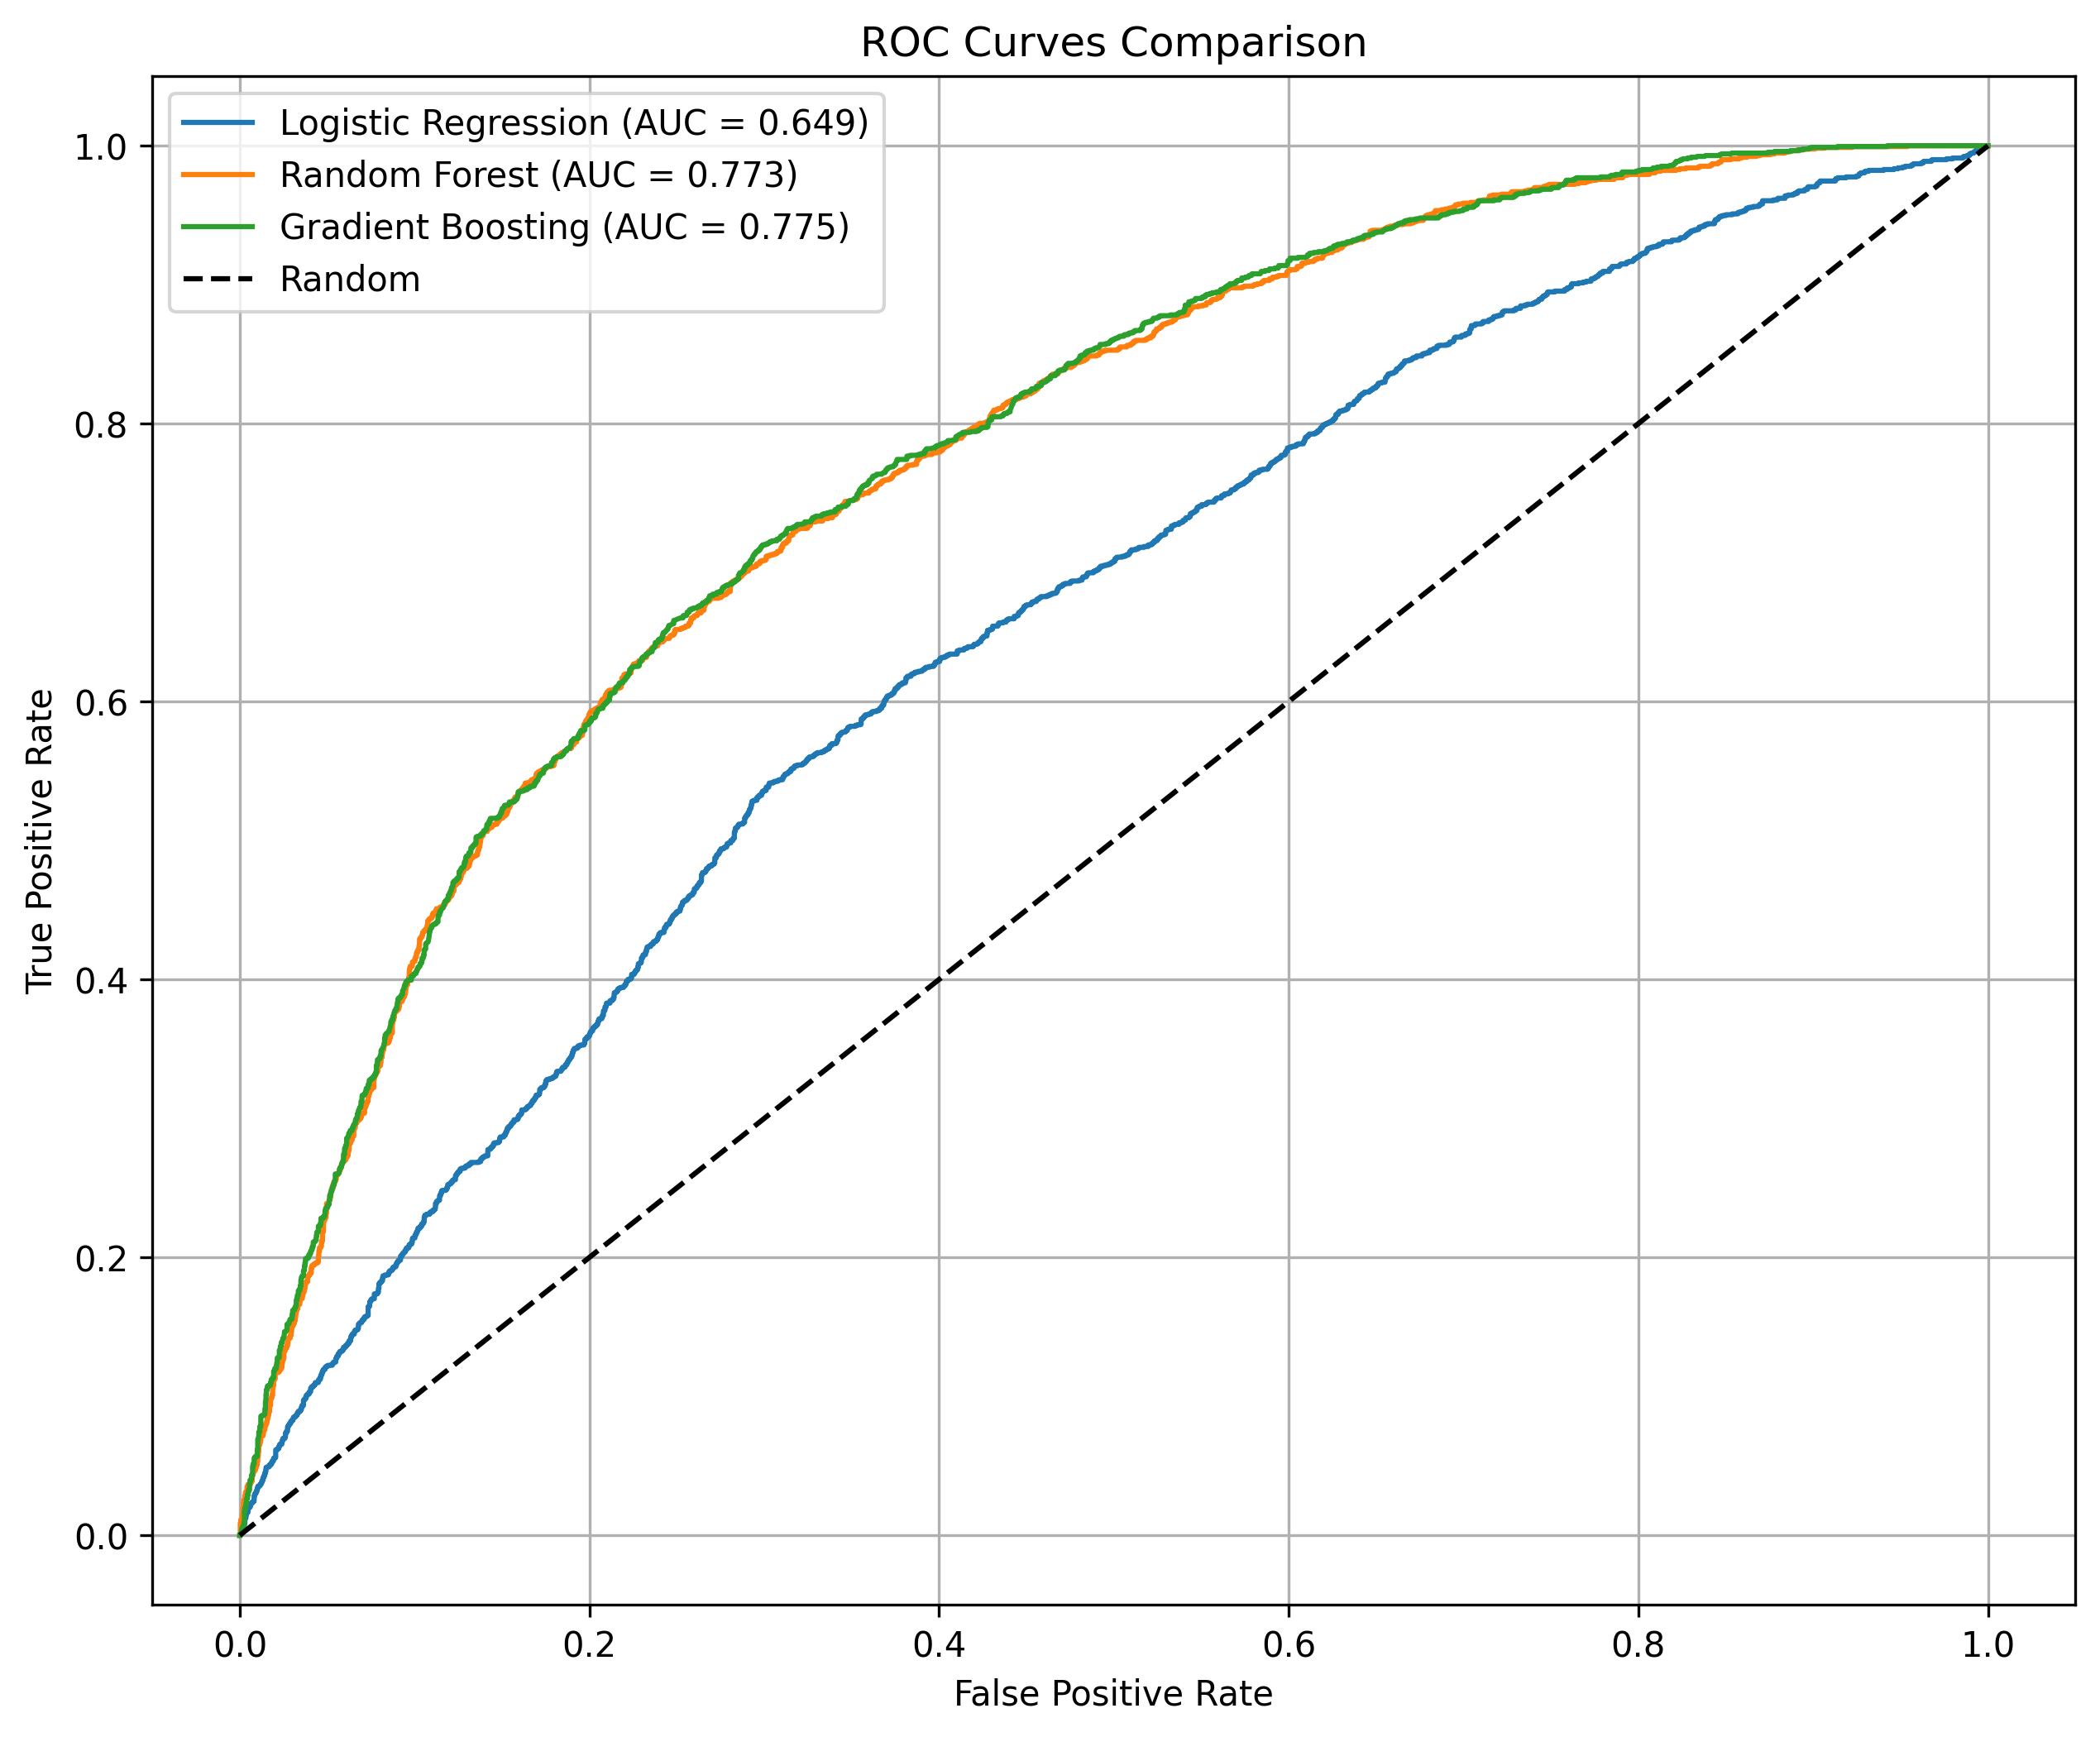 ROC Curves Comparison
Logistic Regression (AUC = 0.649)
Random Forest (AUC = 0.773)
Gradient Boosting (AUC = 0.775)
Random
True Positive Rate
1.0
0.8
0.6
0.4
0.2
0.0
0.0 0.2 0.4 0.6 0.8 1.0
False Positive Rate